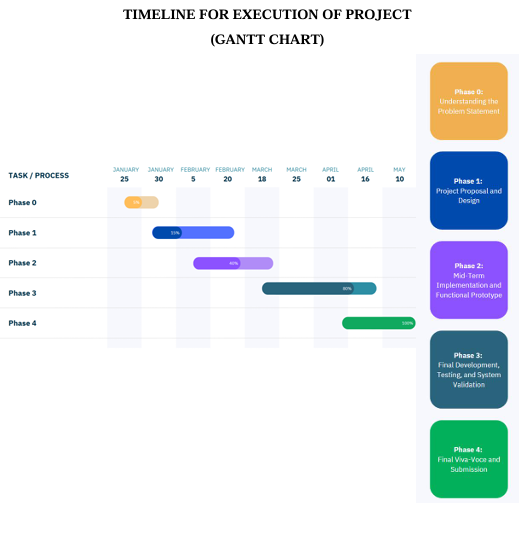 TIMELINE FOR EXECUTION OF PROJECT
(GANTT CHART)
TASK / PROCESS
JANUARY 25
JANUARY 30
FEBRUARY 5
FEBRUARY 20
MARCH 18
MARCH 25
APRIL 01
APRIL 16
MAY 10
Phase 0
Phase 1
15%
Phase 2
40%
Phase 3
80%
Phase 4
100%
Phase 0:
Understanding the
Problem Statement
Phase 1:
Project Proposal and
Design
Phase 2:
Mid-Term
Implementation and
Functional Prototype
Phase 3:
Final Development,
Testing, and System
Validation
Phase 4:
Final Viva-Voce and
Submission